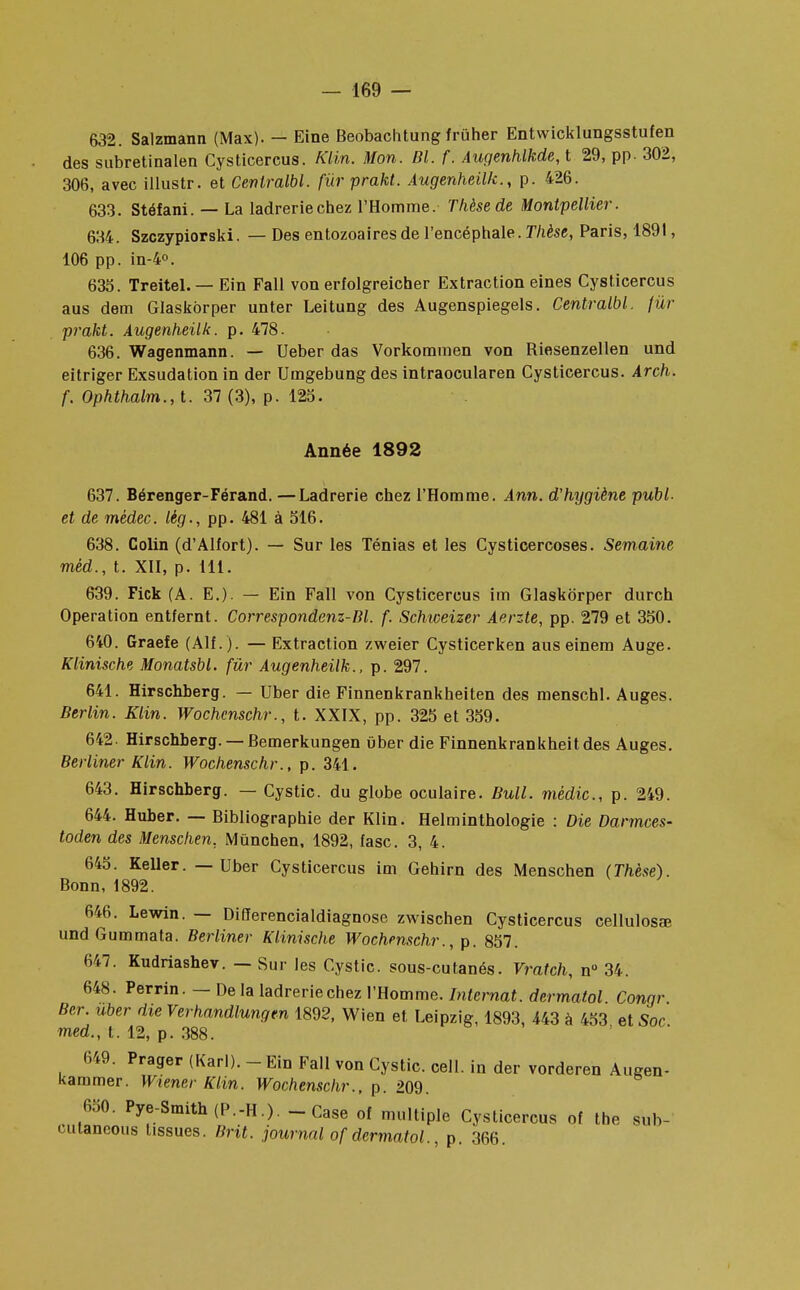 — 169 —
632. Salzmann (Max). — Eine Beobachtung früher Entwicklungsstufen
des subretinalen Cysticercus. Klin. Mon. Bl. f. Augenhlkde, t 29, pp. 302,
306, avec illustr. et Centralbl. für prakt. Augenheilk., p. 426.
633. Stéfani. — La ladrerie chez l'Homme. Thèse de Montpellier.
634. Szczypiorski. — Des entozoaires de l'encéphale. Thèse, Paris, 1891,
106 pp. in-4º.
635. Treitel. — Ein Fall von erfolgreicher Extraction eines Cysticercus
aus dem Glaskörper unter Leitung des Augenspiegels. Centralbl. für
prakt. Augenheilk. p. 478.
636. Wagenmann. — Ueber das Vorkommen von Riesenzellen und
eitriger Exsudation in der Umgebung des intraocularen Cysticercus. Arch.
f. Ophthalm., t. 37 (3), p. 125.
Année 1892
637. Bérenger-Férand. — Ladrerie chez l'Homme. Ann. d'hygiène publ.
et de médec. lég., pp. 481 à 516.
638. Colin (d'Alfort). — Sur les Ténias et les Cysticercoses. Semaine
méd., t. XII, p. 111.
639. Fick (A. E.). — Ein Fall von Cysticercus im Glaskörper durch
Operation entfernt. Correspondenz-Bl. f. Schweizer Aerzte, pp. 279 et 350.
640. Graefe (Alf.). — Extraction zweier Cysticerken aus einem Auge.
Klinische Monatsbl. für Augenheilk., p. 297.
641. Hirschberg. — Uber die Finnenkrankheiten des menschl. Auges.
Berlin. Klin. Wochenschr., t. XXIX, pp. 325 et 359.
642. Hirschberg. — Bemerkungen über die Finnenkrankheit des Auges.
Berliner Klin. Wochenschr., p. 341.
643. Hirschberg. — Cystic. du globe oculaire. Bull. médic., p. 249.
644. Huber. — Bibliographie der Klin. Helminthologie : Die Darmces-
toden des Menschen, München, 1892, fasc. 3, 4.
645. Keller. — Uber Cysticercus im Gehirn des Menschen (Thèse).
Bonn, 1892.
646. Lewin. — Differencialdiagnose zwischen Cysticercus cellulosæ
und Gummata. Berliner Klinische Wochenschr., p. 857.
647. Kudriashev. — Sur les Cystic. sous-cutanés. Vratch, nº 34.
648. Perrin. — De la ladrerie chez l'Homme. Internat. dermatol. Congr.
Ber. über die Verhandlungen 1892, Wien et Leipzig, 1893, 443 à 453. et Soc.
med., t. 12, p. 388.
649. Prager (Karl). — Ein Fall von Cystic. cell. in der vorderen Augen-
kammer. Wiener Klin. Wochenschr., p. 209.
650. Pye-Smith (P.-H.). — Case of multiple Cysticercus of the sub-
cutaneous tissues. Brit. journal of dermatol., p. 366.